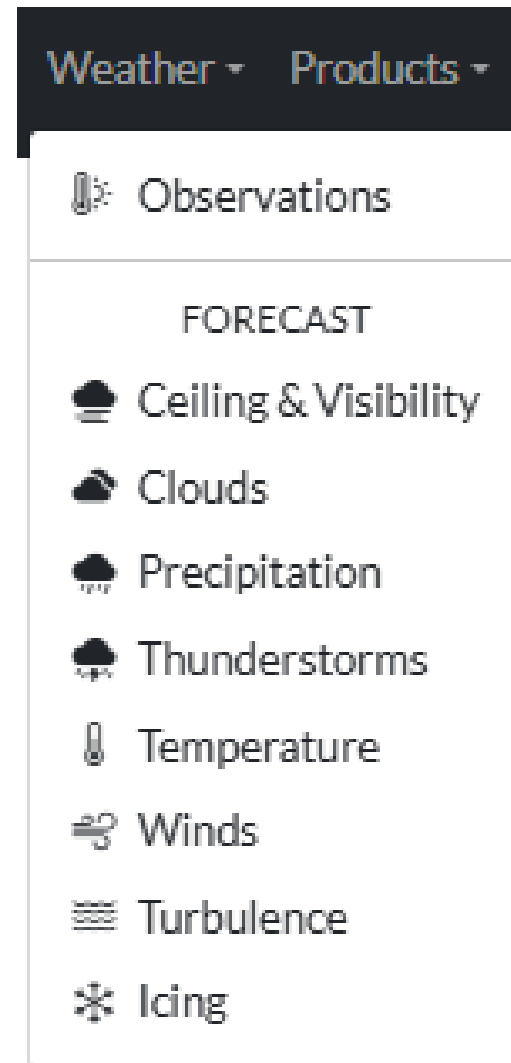 Weather Products
Observations
FORECAST
Ceiling & Visibility
Clouds
Precipitation
Thunderstorms
Temperature
Winds
Turbulence
Icing